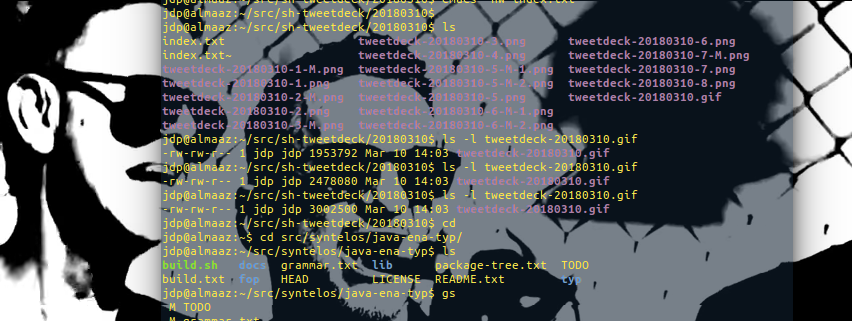 jdp@almaaz:~/src/sh-tweetdeck/20180310$ emacs -nw index.txt
jdp@almaaz:~/src/sh-tweetdeck/20180310$
jdp@almaaz:~/src/sh-tweetdeck/20180310$ ls
index.txt tweetdeck-20180310-3.png tweetdeck-20180310-6.png
index.txt~ tweetdeck-20180310-4.png tweetdeck-20180310-7-M.png
tweetdeck-20180310-1-M.png tweetdeck-20180310-5-M-1.png tweetdeck-20180310-7.png
tweetdeck-20180310-1.png tweetdeck-20180310-5-M-2.png tweetdeck-20180310-8.png
tweetdeck-20180310-2-M.png tweetdeck-20180310-5.png tweetdeck-20180310.gif
tweetdeck-20180310-2.png tweetdeck-20180310-6-M-1.png
tweetdeck-20180310-3-M.png tweetdeck-20180310-6-M-2.png
jdp@almaaz:~/src/sh-tweetdeck/20180310$ ls -l tweetdeck-20180310.gif
-rw-rw-r-- 1 jdp jdp 1953792 Mar 10 14:03 tweetdeck-20180310.gif
jdp@almaaz:~/src/sh-tweetdeck/20180310$ ls -l tweetdeck-20180310.gif
-rw-rw-r-- 1 jdp jdp 2478080 Mar 10 14:03 tweetdeck-20180310.gif
jdp@almaaz:~/src/sh-tweetdeck/20180310$ ls -l tweetdeck-20180310.gif
-rw-rw-r-- 1 jdp jdp 3002500 Mar 10 14:03 tweetdeck-20180310.gif
jdp@almaaz:~/src/sh-tweetdeck/20180310$ cd
jdp@almaaz:~$ cd src/syntelos/java-ena-typ/
jdp@almaaz:~/src/syntelos/java-ena-typ$ ls
build.sh docs grammar.txt lib package-tree.txt TODO
build.txt fop HEAD LICENSE README.txt typ
jdp@almaaz:~/src/syntelos/java-ena-typ$ gs
M TODO
M grammar.txt